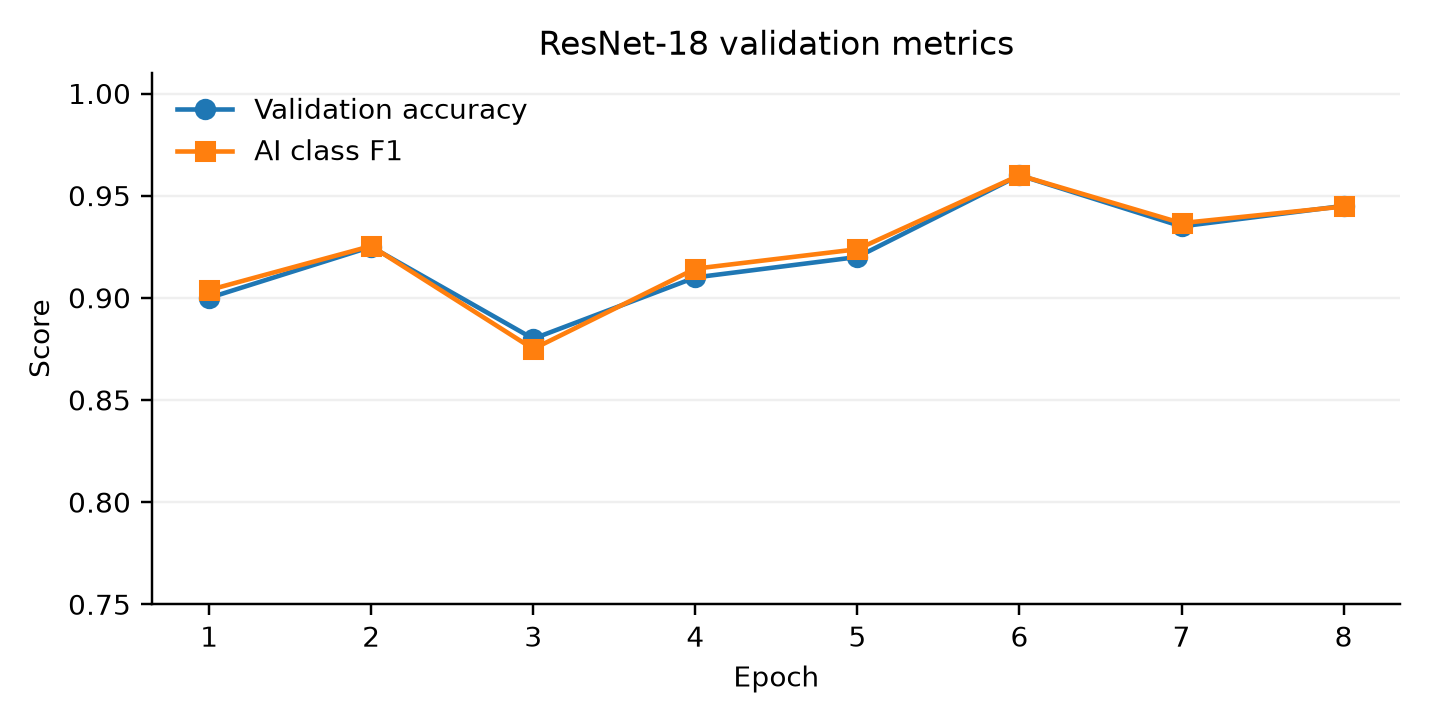 ResNet-18 validation metrics
Validation accuracy
AI class F1
1.00
0.95
0.90
0.85
0.80
0.75
Score
1 2 3 4 5 6 7 8
Epoch